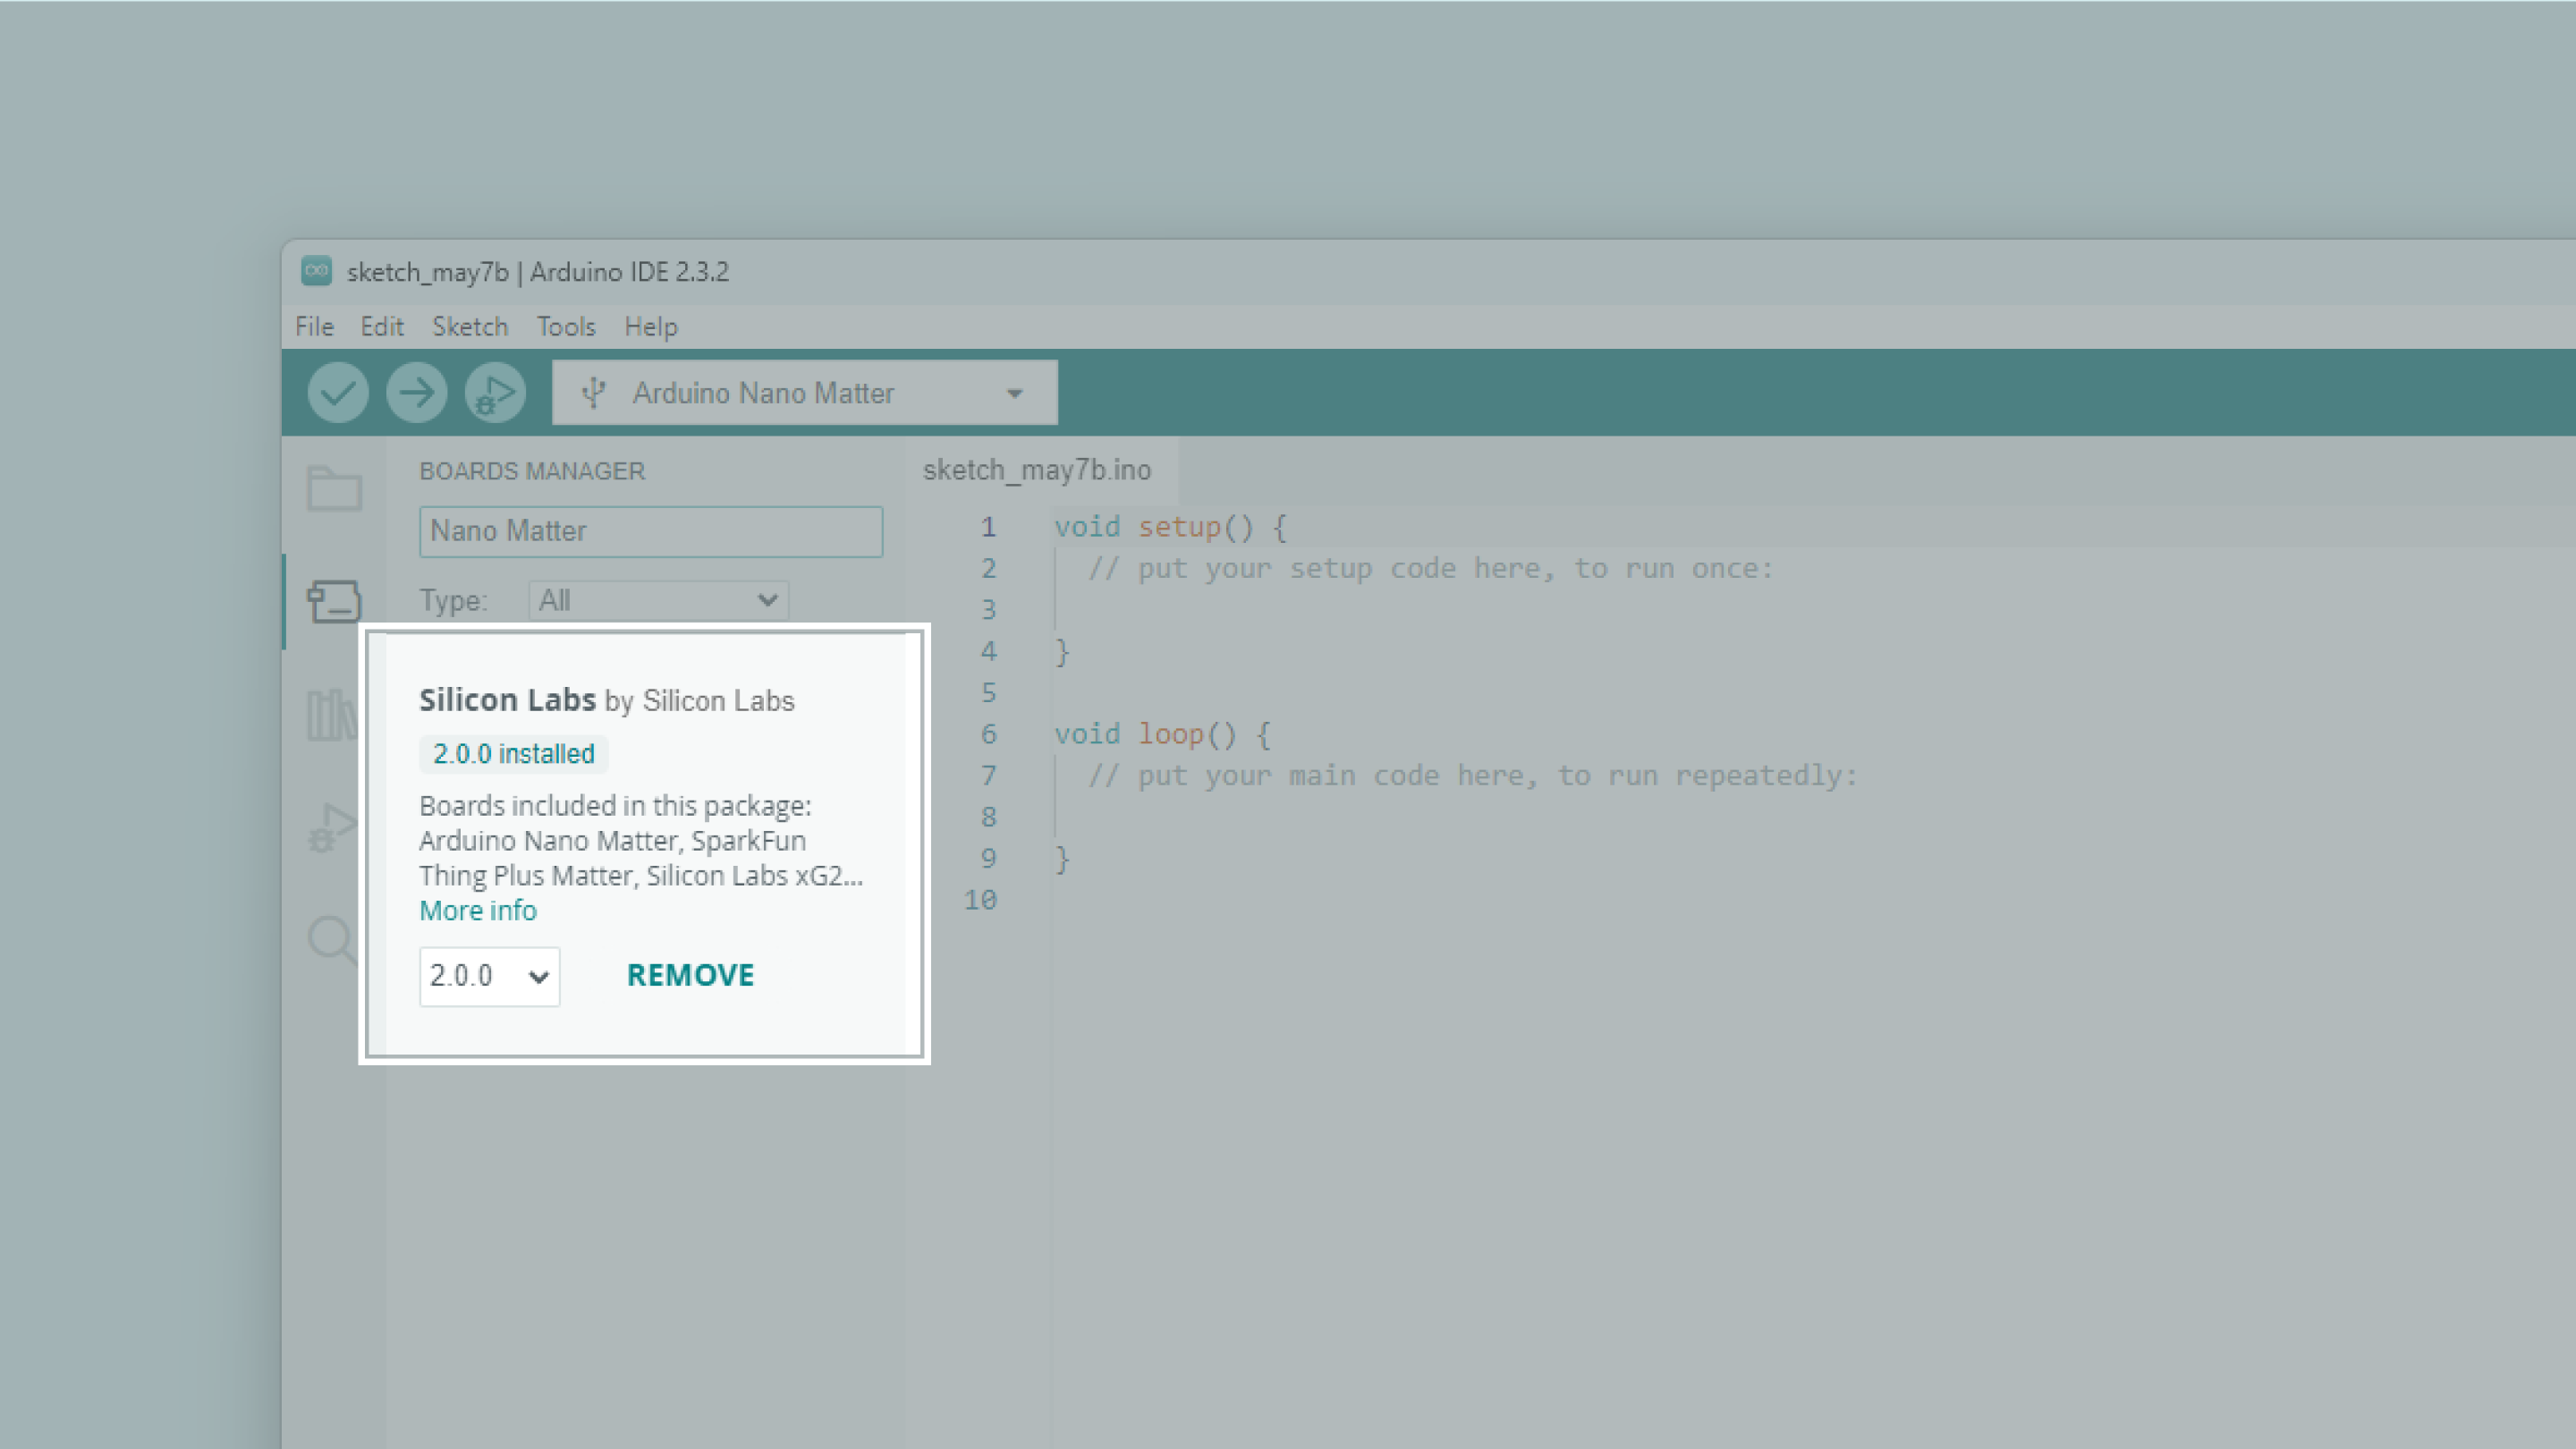 sketch_may7b | Arduino IDE 2.3.2
File Edit Sketch Tools Help
Arduino Nano Matter
BOARDS MANAGER
Nano Matter
Type: All
Silicon Labs by Silicon Labs
2.0.0 installed
Boards included in this package:
Arduino Nano Matter, SparkFun
Thing Plus Matter, Silicon Labs xG2...
More info
2.0.0 REMOVE
sketch_may7b.ino
1 void setup() {
2 // put your setup code here, to run once:
3
4 }
5
6 void loop() {
7 // put your main code here, to run repeatedly:
8
9 }
10